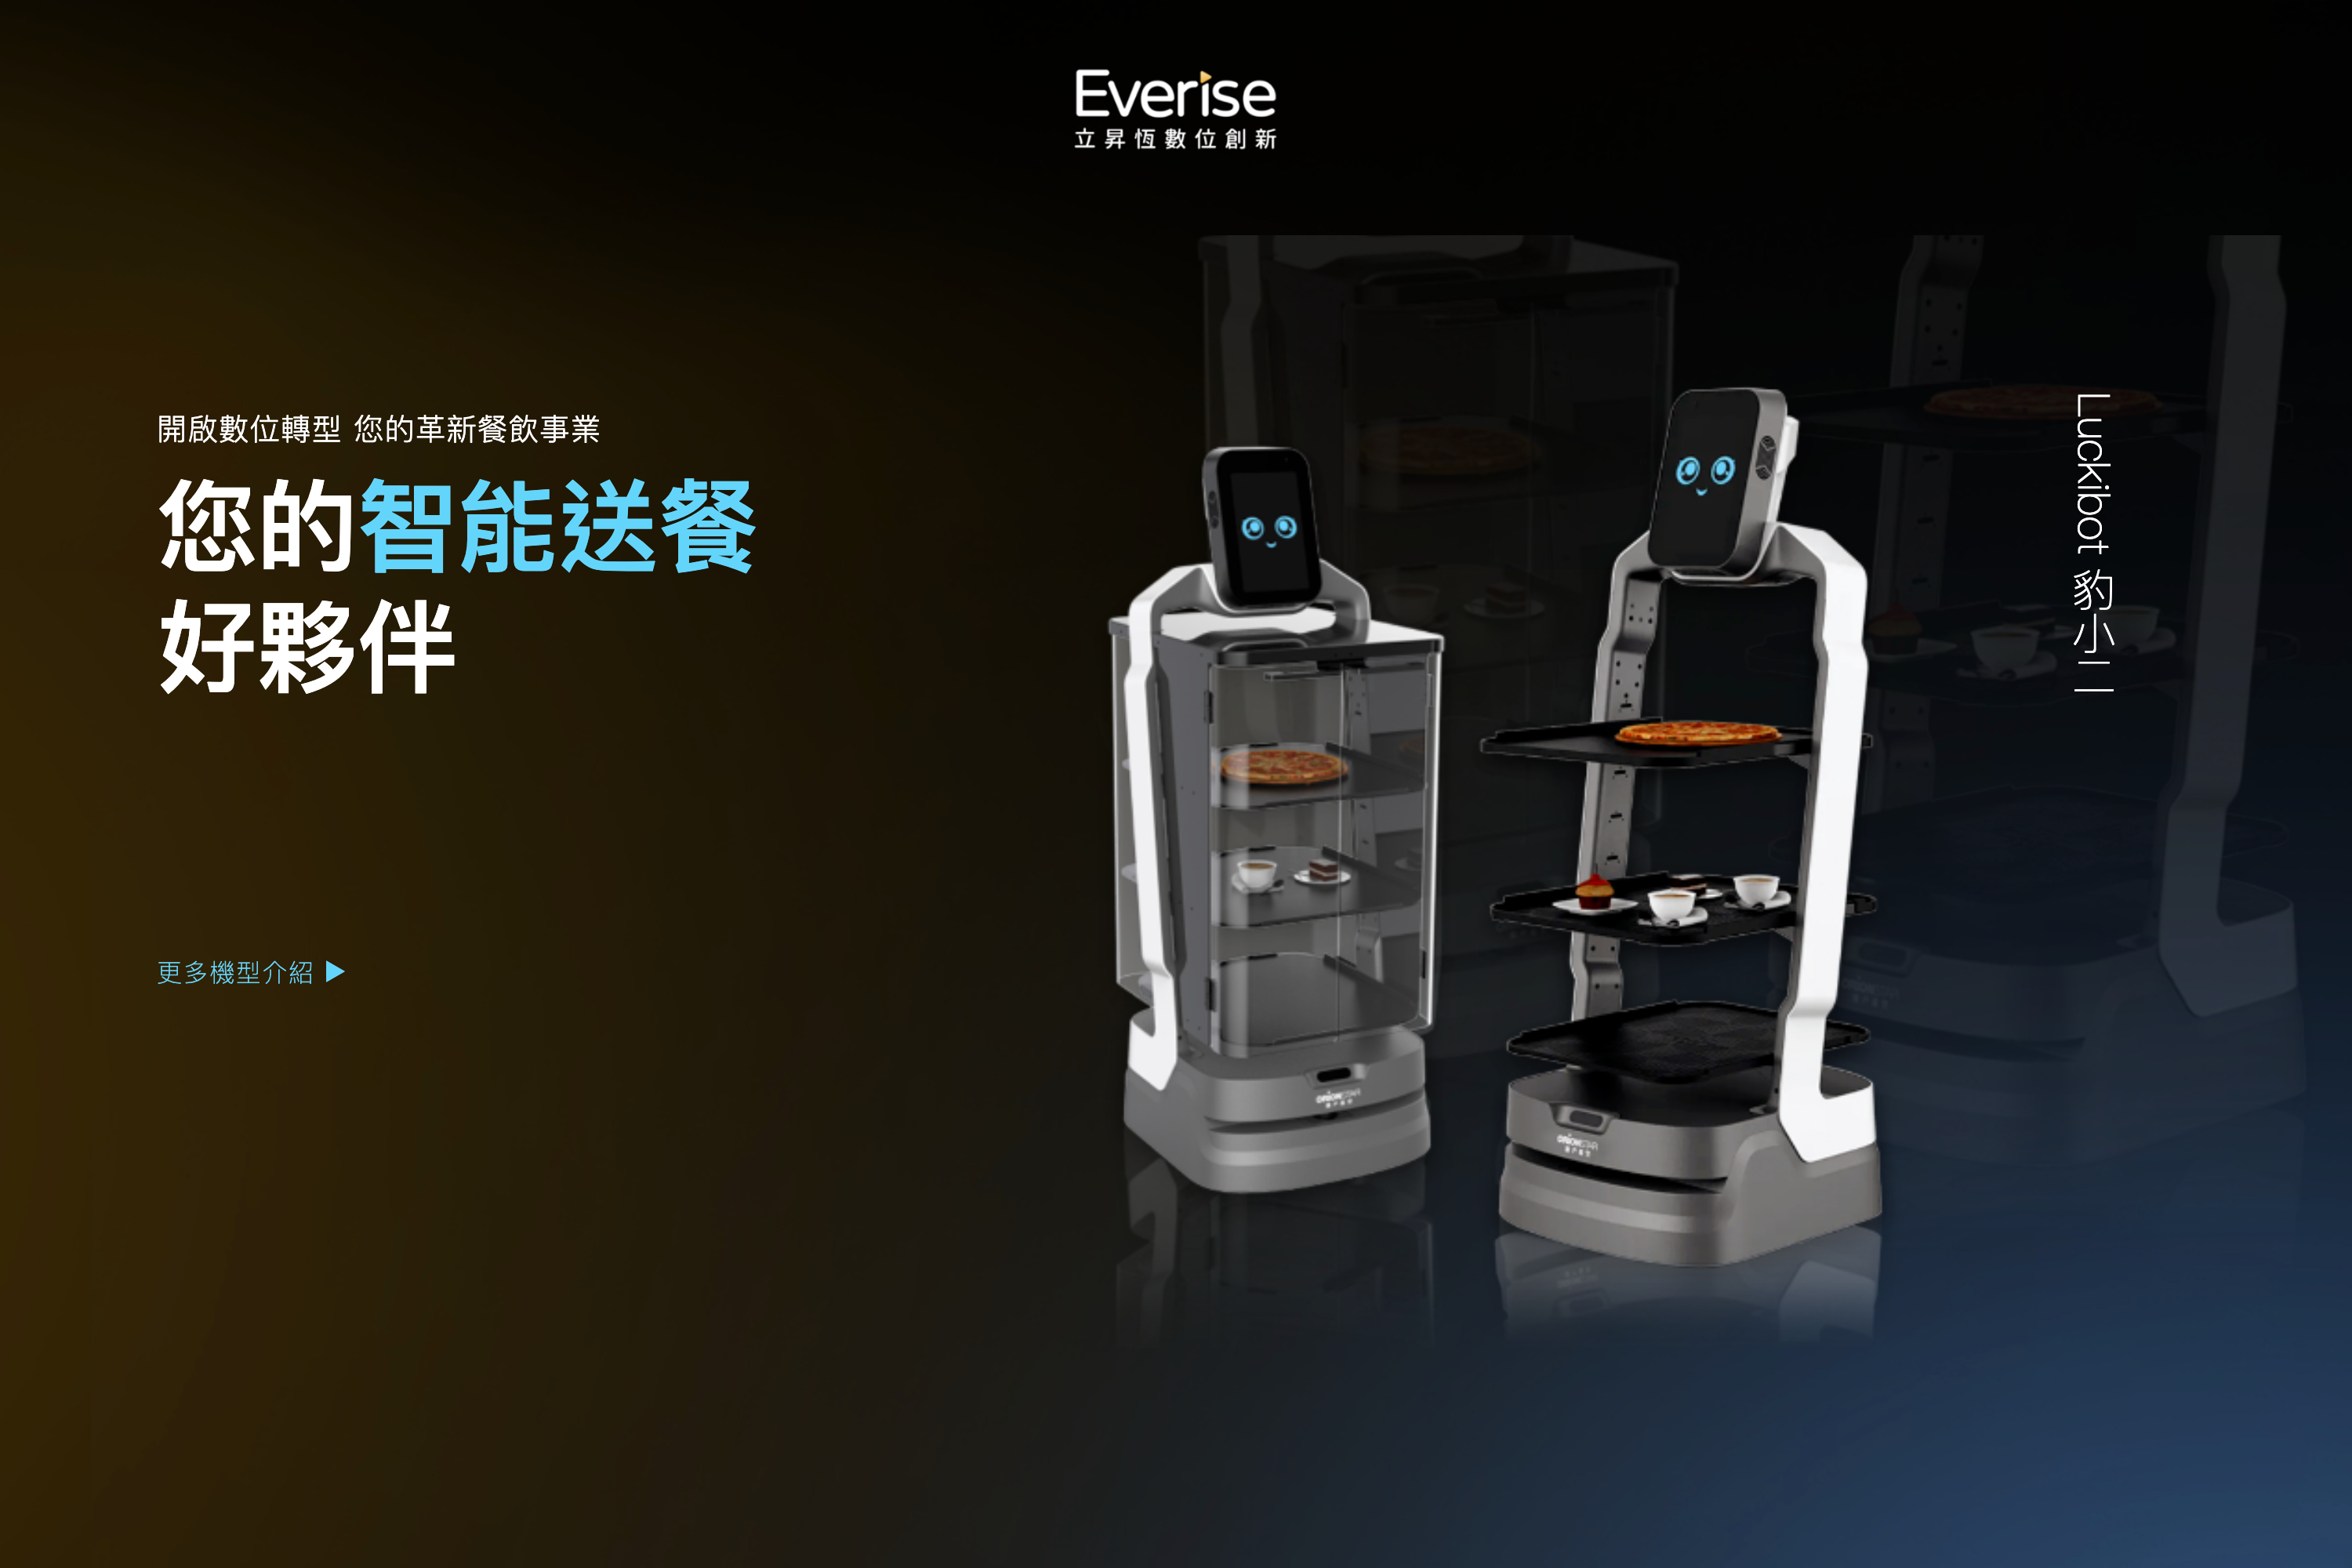 Everise
立昇恆數位創新
開啟數位轉型 您的革新餐飲事業
您的智能送餐
好夥伴
Luckibot 豹小二
更多機型介紹
ORIONSTAR
ORIONSTAR